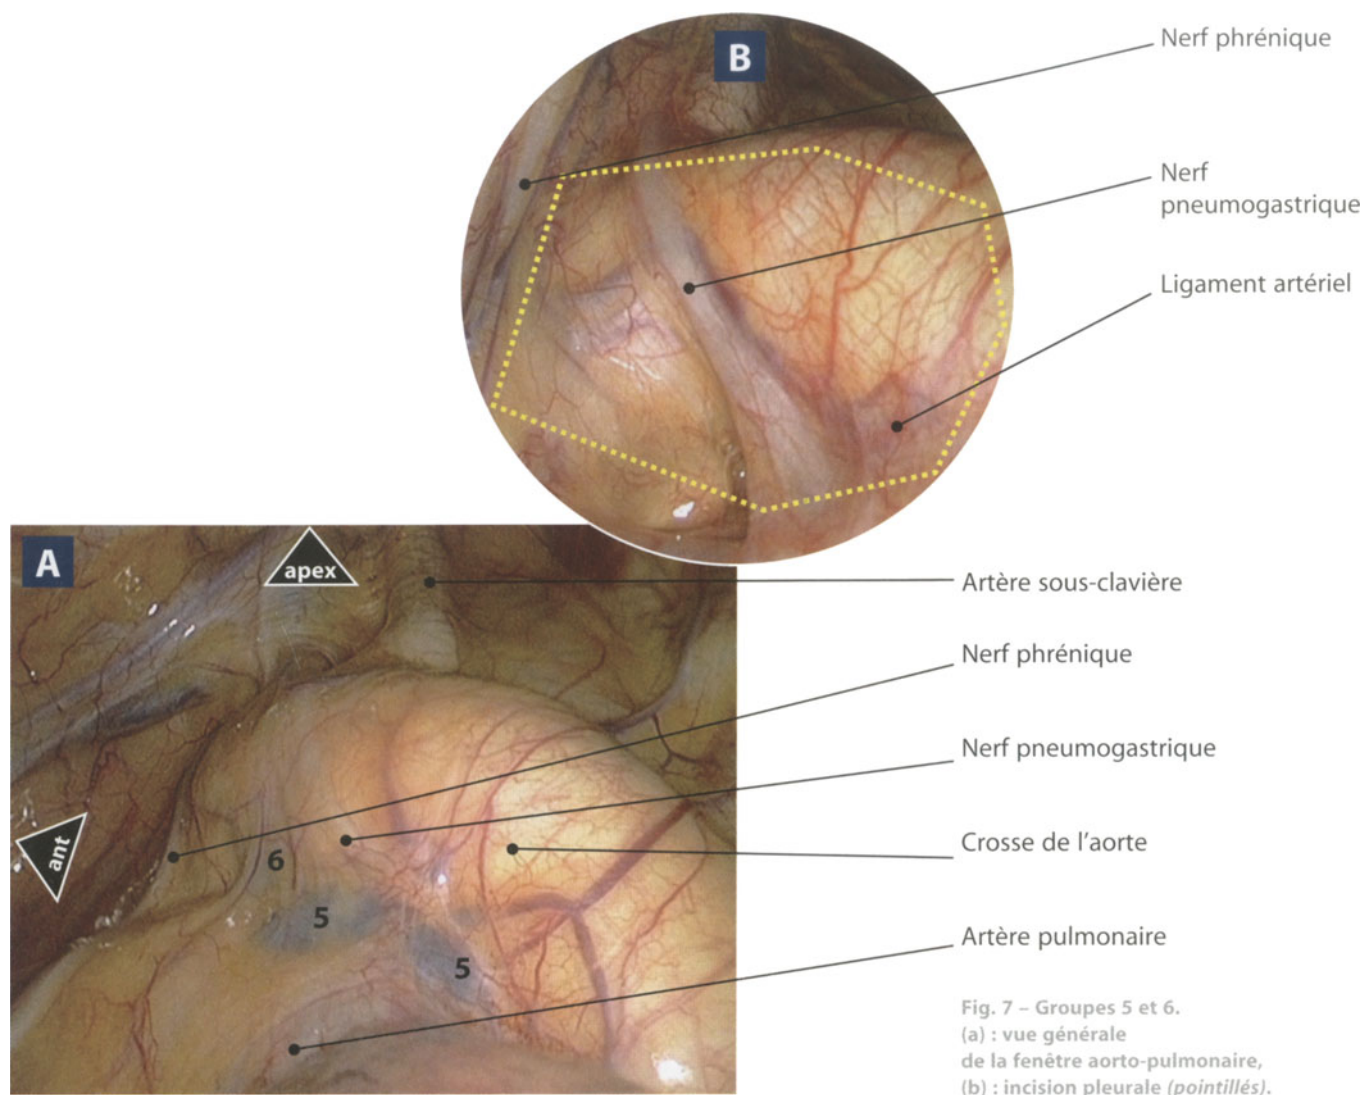 B
Nerf phrénique
Nerf
pneumogastrique
Ligament artériel
A
apex
ant
6
5
5
Artère sous-clavière
Nerf phrénique
Nerf pneumogastrique
Crosse de l'aorte
Artère pulmonaire
Fig. 7 – Groupes 5 et 6.
(a) : vue générale
de la fenêtre aorto-pulmonaire,
(b) : incision pleurale (pointillés).